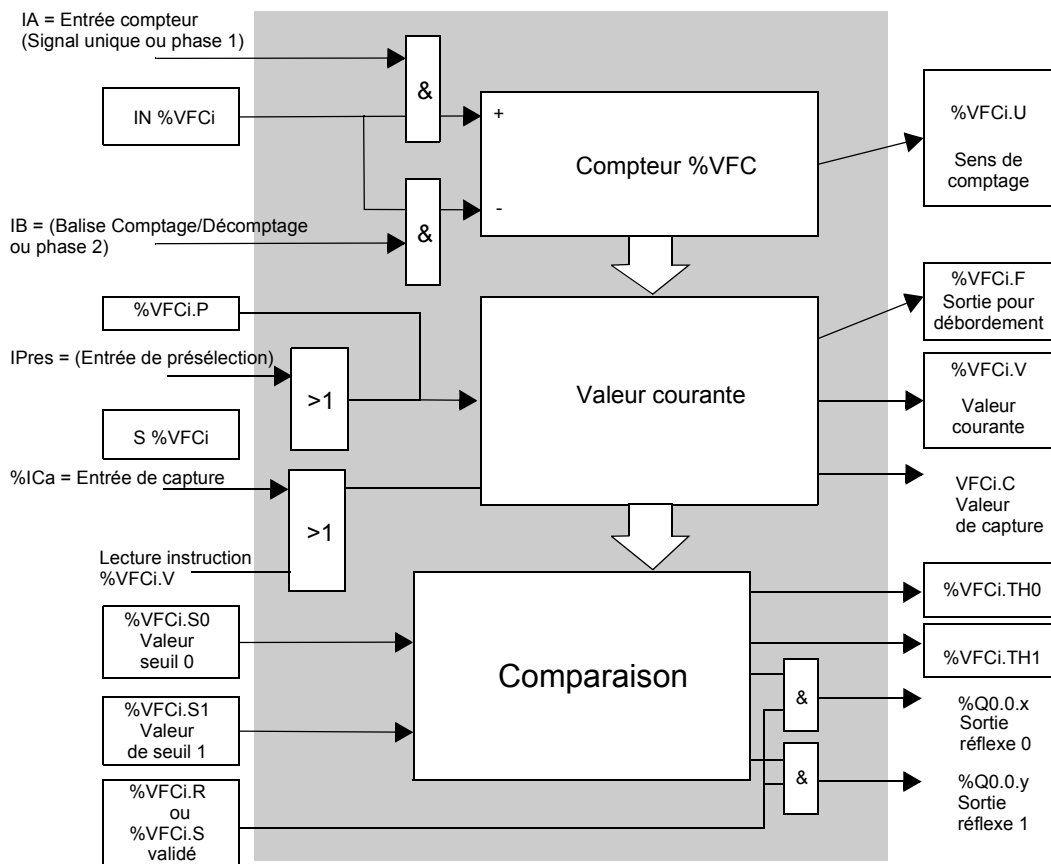 IA = Entrée compteur
(Signal unique ou phase 1)
IN %VFCi
IB = (Balise Comptage/Décomptage
ou phase 2)
%VFCi.P
IPres = (Entrée de présélection)
S %VFCi
%ICa = Entrée de capture
Lecture instruction
%VFCi.V
%VFCi.S0
Valeur
seuil 0
%VFCi.S1
Valeur
de seuil 1
%VFCi.R
ou
%VFCi.S
validé
&
&
>1
>1
+
-
Compteur %VFC
Valeur courante
Comparaison
&
&
%VFCi.U
Sens de
comptage
%VFCi.F
Sortie pour
débordement
%VFCi.V
Valeur
courante
VFCi.C
Valeur
de capture
%VFCi.TH0
%VFCi.TH1
%Q0.0.x
Sortie
réflexe 0
%Q0.0.y
Sortie
réflexe 1